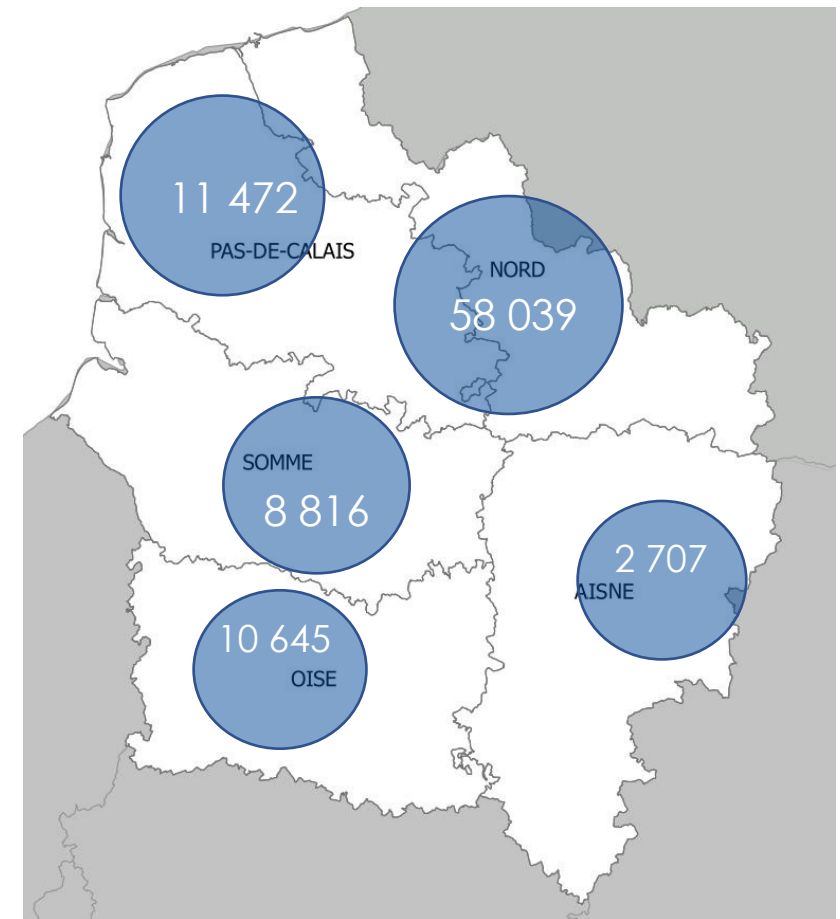 11 472
PAS-DE-CALAIS
NORD
58 039
SOMME
8 816
2 707
AISNE
10 645
OISE